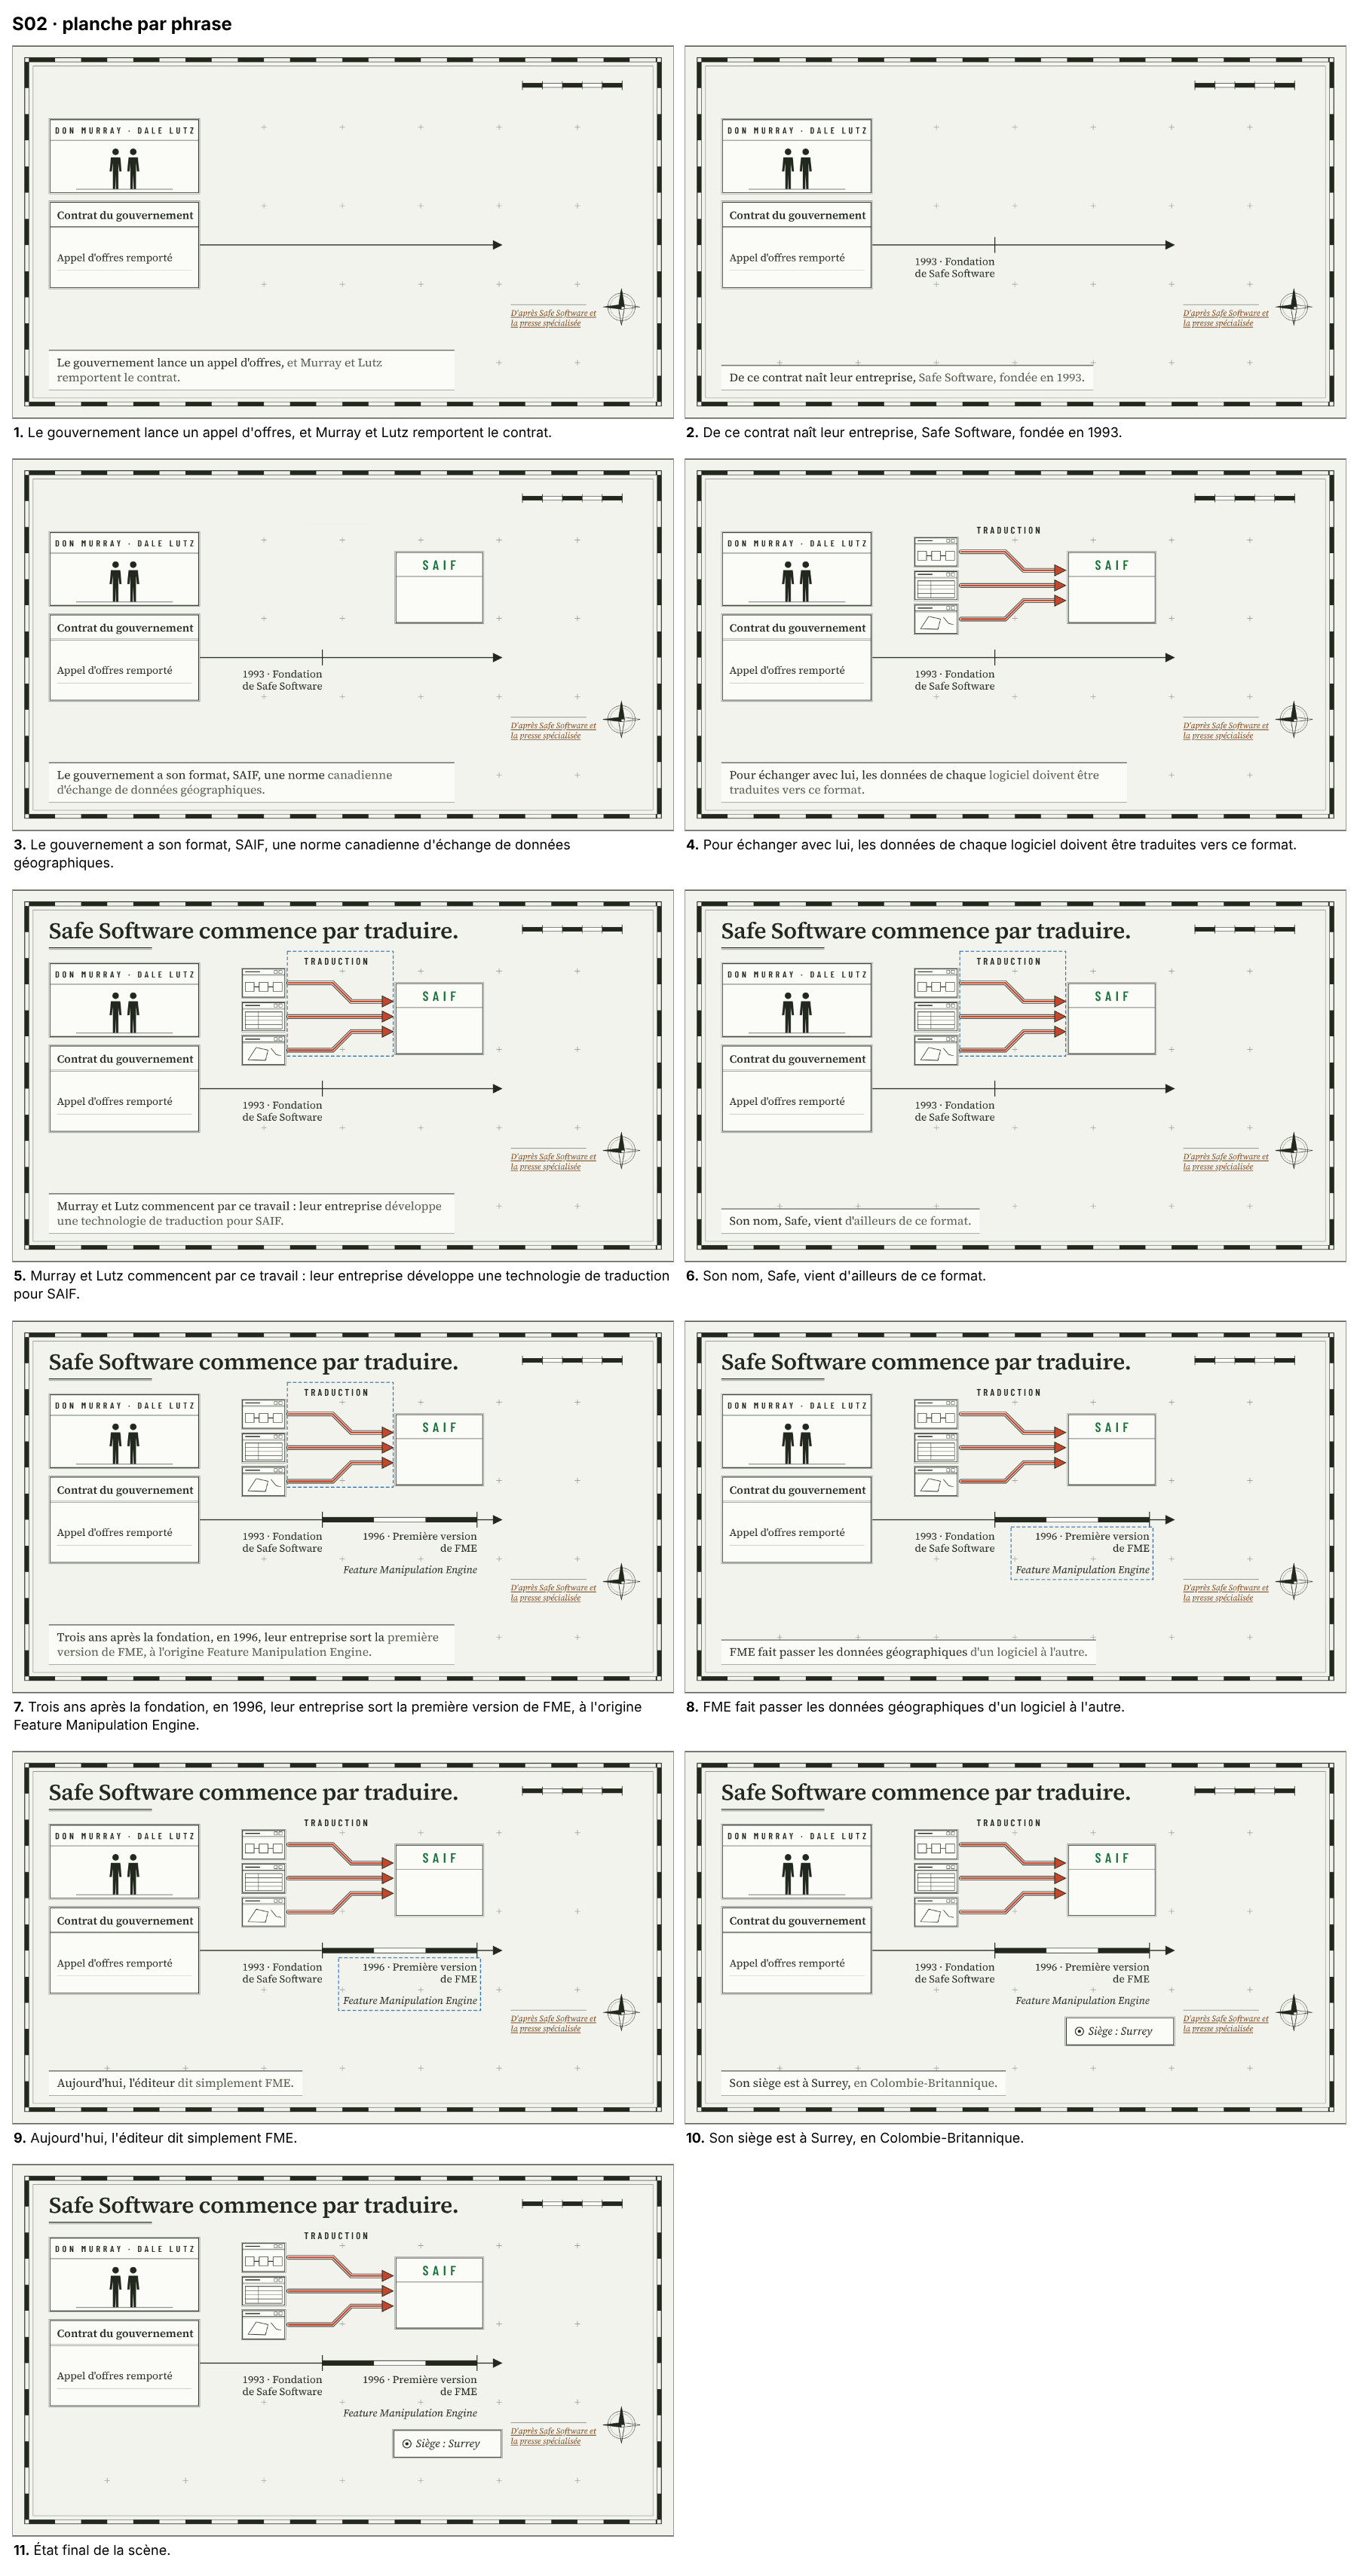 S02 · planche par phrase
DON MURRAY · DALE LUTZ
Contrat du gouvernement
Appel d'offres remporté
D'après Safe Software et
la presse spécialisée
Le gouvernement lance un appel d'offres, et Murray et Lutz
remportent le contrat.
1. Le gouvernement lance un appel d'offres, et Murray et Lutz remportent le contrat.
DON MURRAY · DALE LUTZ
Contrat du gouvernement
Appel d'offres remporté
1993 · Fondation
de Safe Software
D'après Safe Software et
la presse spécialisée
De ce contrat naît leur entreprise, Safe Software, fondée en 1993.
2. De ce contrat naît leur entreprise, Safe Software, fondée en 1993.
DON MURRAY · DALE LUTZ
SAIF
Contrat du gouvernement
Appel d'offres remporté
1993 · Fondation
de Safe Software
D'après Safe Software et
la presse spécialisée
Le gouvernement a son format, SAIF, une norme canadienne
d'échange de données géographiques.
3. Le gouvernement a son format, SAIF, une norme canadienne d'échange de données
géographiques.
TRADUCTION
DON MURRAY · DALE LUTZ
SAIF
Contrat du gouvernement
Appel d'offres remporté
1993 · Fondation
de Safe Software
D'après Safe Software et
la presse spécialisée
Pour échanger avec lui, les données de chaque logiciel doivent être
traduites vers ce format.
4. Pour échanger avec lui, les données de chaque logiciel doivent être traduites vers ce format.
Safe Software commence par traduire.
TRADUCTION
DON MURRAY · DALE LUTZ
SAIF
Contrat du gouvernement
Appel d'offres remporté
1993 · Fondation
de Safe Software
D'après Safe Software et
la presse spécialisée
Murray et Lutz commencent par ce travail : leur entreprise développe
une technologie de traduction pour SAIF.
5. Murray et Lutz commencent par ce travail : leur entreprise développe une technologie de traduction
pour SAIF.
Safe Software commence par traduire.
TRADUCTION
DON MURRAY · DALE LUTZ
SAIF
Contrat du gouvernement
Appel d'offres remporté
1993 · Fondation
de Safe Software
D'après Safe Software et
la presse spécialisée
Son nom, Safe, vient d'ailleurs de ce format.
6. Son nom, Safe, vient d'ailleurs de ce format.
Safe Software commence par traduire.
TRADUCTION
DON MURRAY · DALE LUTZ
SAIF
Contrat du gouvernement
Appel d'offres remporté
1993 · Fondation
de Safe Software
1996 · Première version
de FME
Feature Manipulation Engine
D'après Safe Software et
la presse spécialisée
Trois ans après la fondation, en 1996, leur entreprise sort la première
version de FME, à l'origine Feature Manipulation Engine.
7. Trois ans après la fondation, en 1996, leur entreprise sort la première version de FME, à l'origine
Feature Manipulation Engine.
Safe Software commence par traduire.
TRADUCTION
DON MURRAY · DALE LUTZ
SAIF
Contrat du gouvernement
Appel d'offres remporté
1993 · Fondation
de Safe Software
1996 · Première version
de FME
Feature Manipulation Engine
D'après Safe Software et
la presse spécialisée
FME fait passer les données géographiques d'un logiciel à l'autre.
8. FME fait passer les données géographiques d'un logiciel à l'autre.
Safe Software commence par traduire.
TRADUCTION
DON MURRAY · DALE LUTZ
SAIF
Contrat du gouvernement
Appel d'offres remporté
1993 · Fondation
de Safe Software
1996 · Première version
de FME
Feature Manipulation Engine
D'après Safe Software et
la presse spécialisée
Aujourd'hui, l'éditeur dit simplement FME.
9. Aujourd'hui, l'éditeur dit simplement FME.
Safe Software commence par traduire.
TRADUCTION
DON MURRAY · DALE LUTZ
SAIF
Contrat du gouvernement
Appel d'offres remporté
1993 · Fondation
de Safe Software
1996 · Première version
de FME
Feature Manipulation Engine
D'après Safe Software et
la presse spécialisée
Siège : Surrey
Son siège est à Surrey, en Colombie-Britannique.
10. Son siège est à Surrey, en Colombie-Britannique.
Safe Software commence par traduire.
TRADUCTION
DON MURRAY · DALE LUTZ
SAIF
Contrat du gouvernement
Appel d'offres remporté
1993 · Fondation
de Safe Software
1996 · Première version
de FME
Feature Manipulation Engine
D'après Safe Software et
la presse spécialisée
Siège : Surrey
11. État final de la scène.